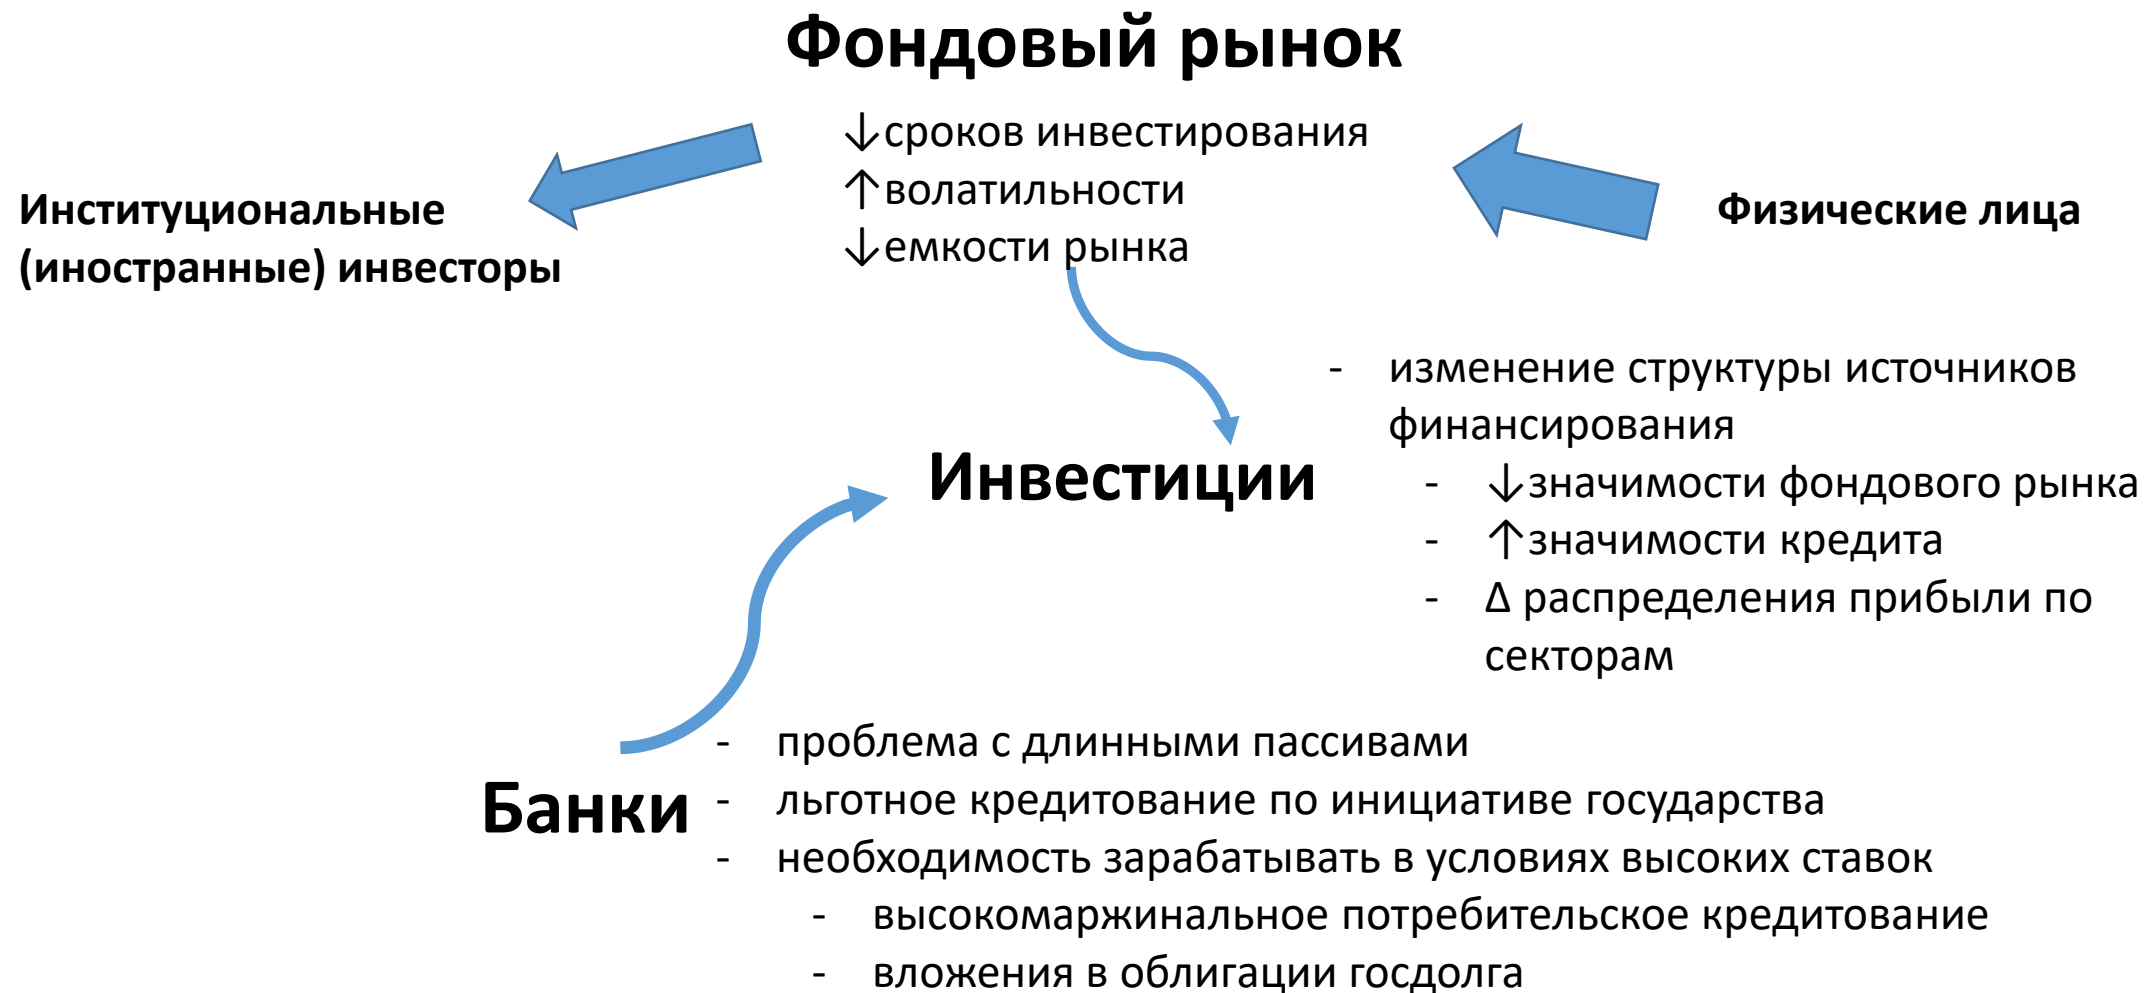 Фондовый рынок
↓сроков инвестирования
↑волатильности
↓емкости рынка
Институциональные
(иностранные) инвесторы
Физические лица
- изменение структуры источников
финансирования
- ↓значимости фондового рынка
- ↑значимости кредита
- Δ распределения прибыли по
секторам
Инвестиции
Банки
- проблема с длинными пассивами
- льготное кредитование по инициативе государства
- необходимость зарабатывать в условиях высоких ставок
- высокомаржинальное потребительское кредитование
- вложения в облигации госдолга